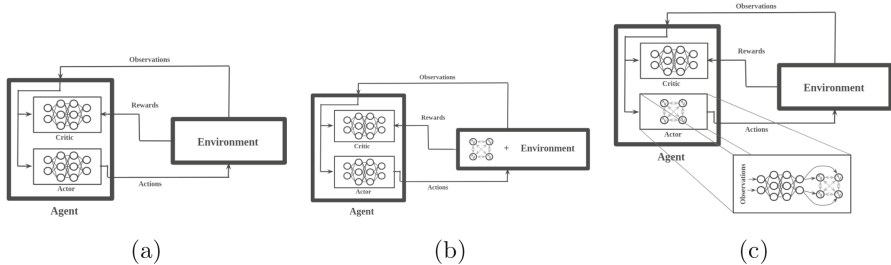 Observations
Rewards
Critic
Environment
Actor
Actions
Agent
(a)
Observations
Rewards
Critic
+ Environment
Actor
Actions
Agent
(b)
Observations
Rewards
Critic
Environment
Actor
Actions
Agent
Observations
(c)